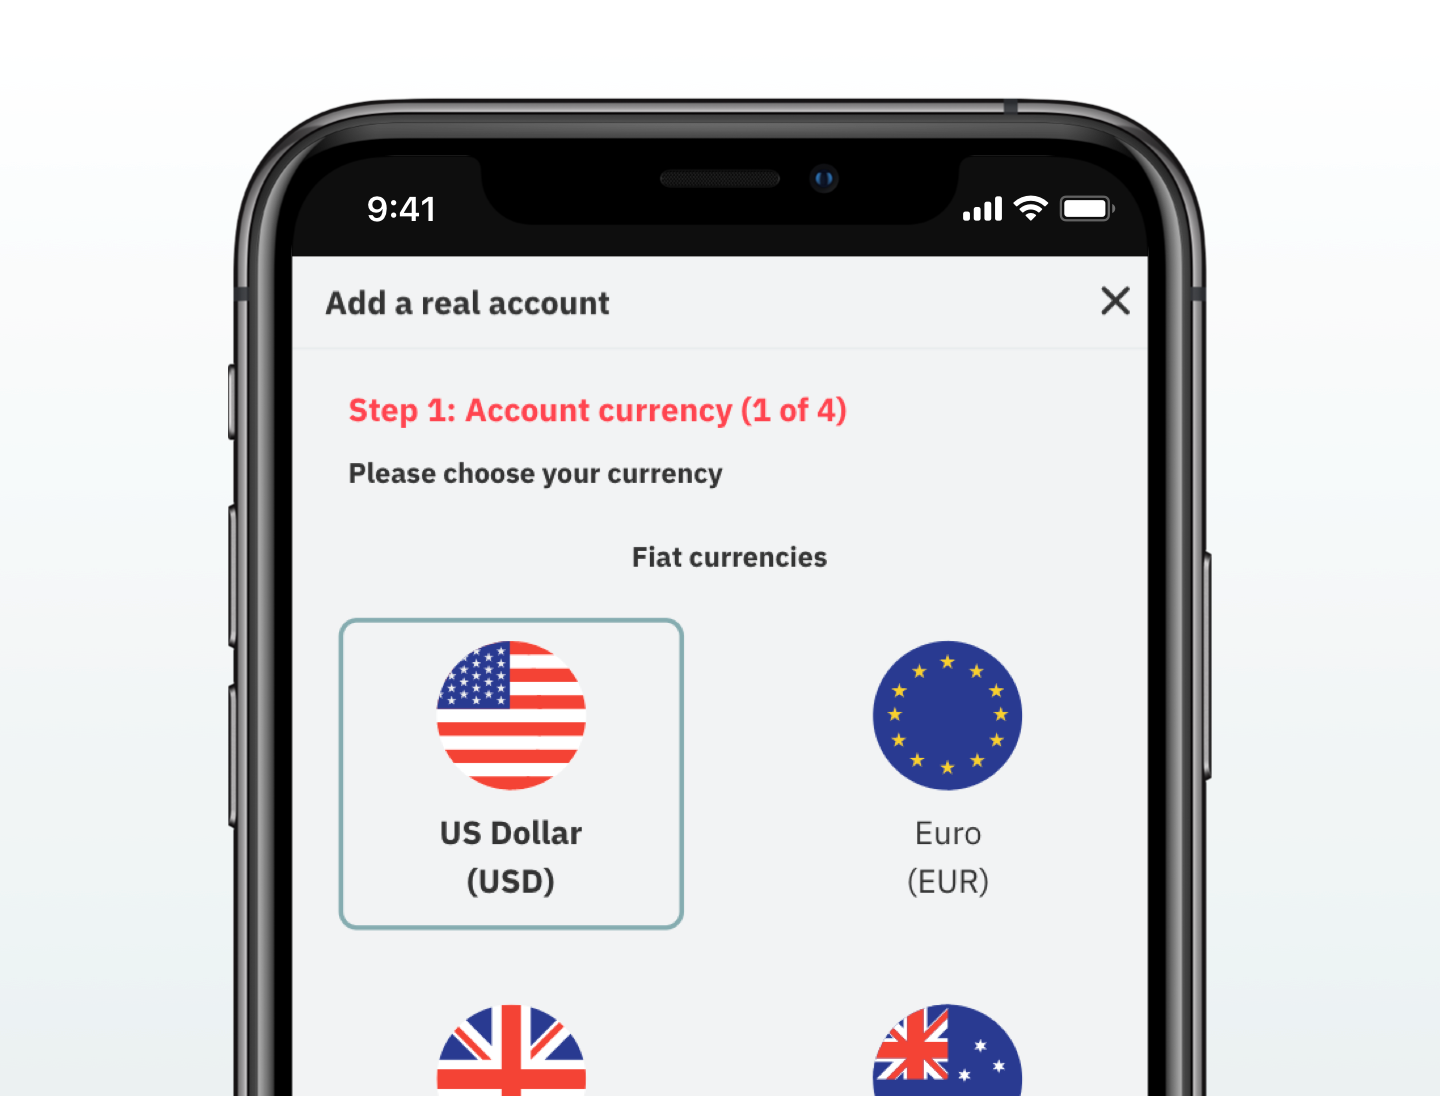 9:41
Add a real account
Step 1: Account currency (1 of 4)
Please choose your currency
Fiat currencies
US Dollar
(USD)
Euro
(EUR)